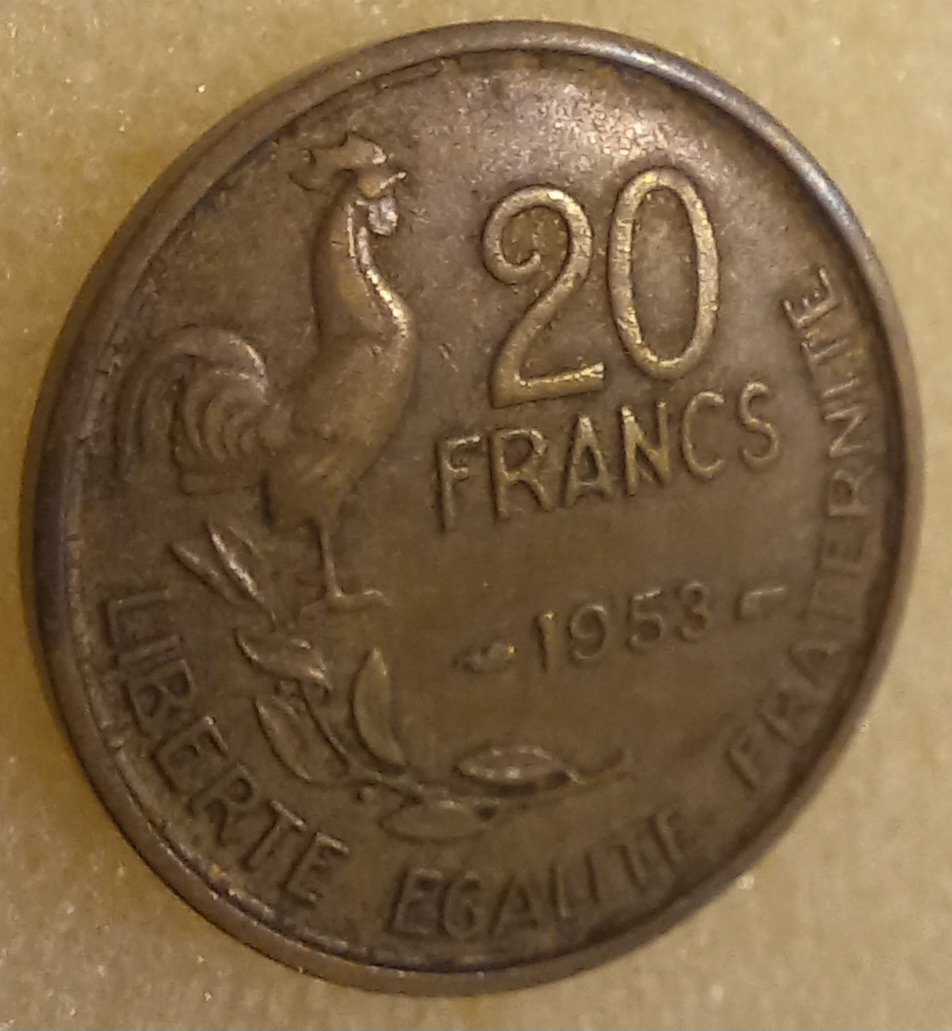 20
FRANCS
1953
LIBERTE EGALITE FRATERNITE